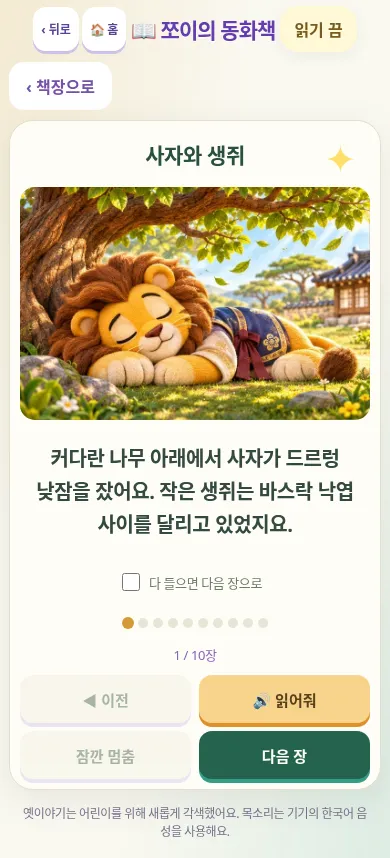 ‹ 뒤로 🏠 홈 📖 쪼이의 동화책 읽기 끔
‹ 책장으로
사자와 생쥐
커다란 나무 아래에서 사자가 드르렁
낮잠을 잤어요. 작은 생쥐는 바스락 낙엽
사이를 달리고 있었지요.
다 들으면 다음 장으로
1 / 10장
◀ 이전 🔊 읽어줘
잠깐 멈춤 다음 장
옛이야기는 어린이를 위해 새롭게 각색했어요. 목소리는 기기의 한국어 음
성을 사용해요.